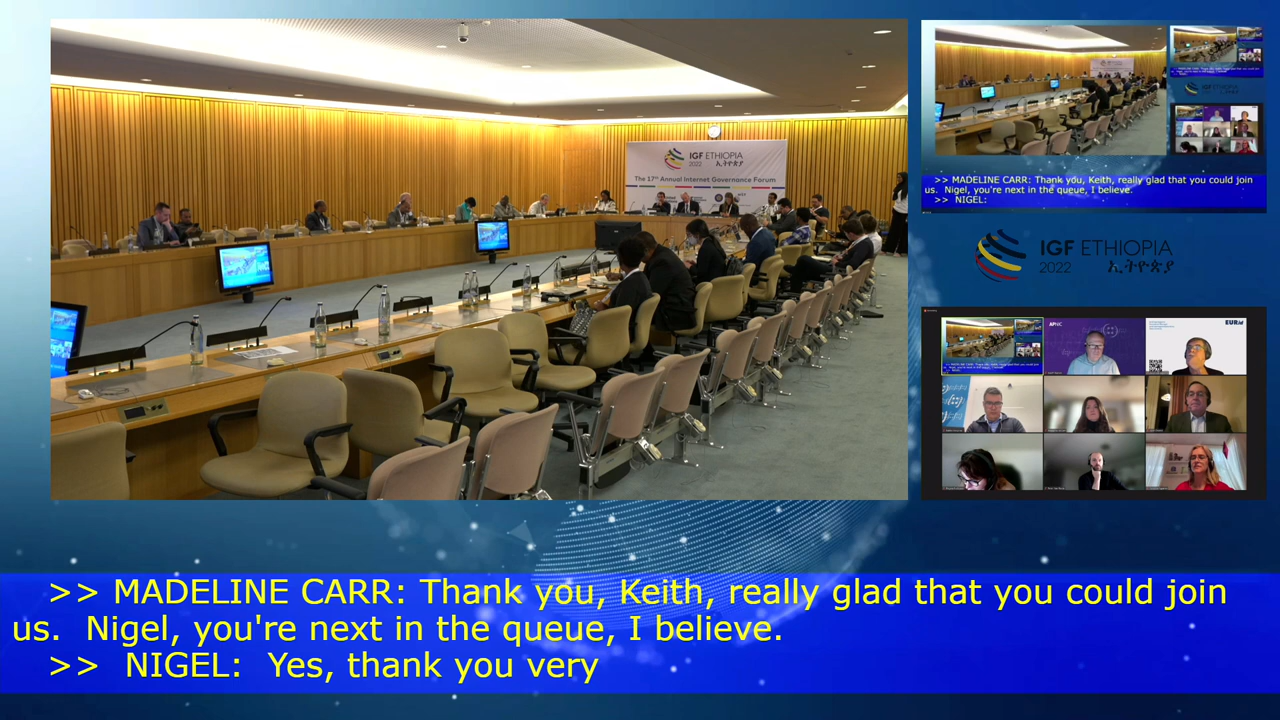 IGF ETHIOPIA
2022 ኢትዮጵያ
The 17th Annual Internet Governance Forum
>> MADELINE CARR: Thank you, Keith, really glad that you could join
us. Nigel, you're next in the queue, I believe.
>> NIGEL:
IGF ETHIOPIA
2022 ኢትዮጵያ
APNIC
>> MADELINE CARR: Thank you, Keith, really glad that you could join
us.  Nigel, you're next in the queue, I believe.
>>  NIGEL:  Yes, thank you very